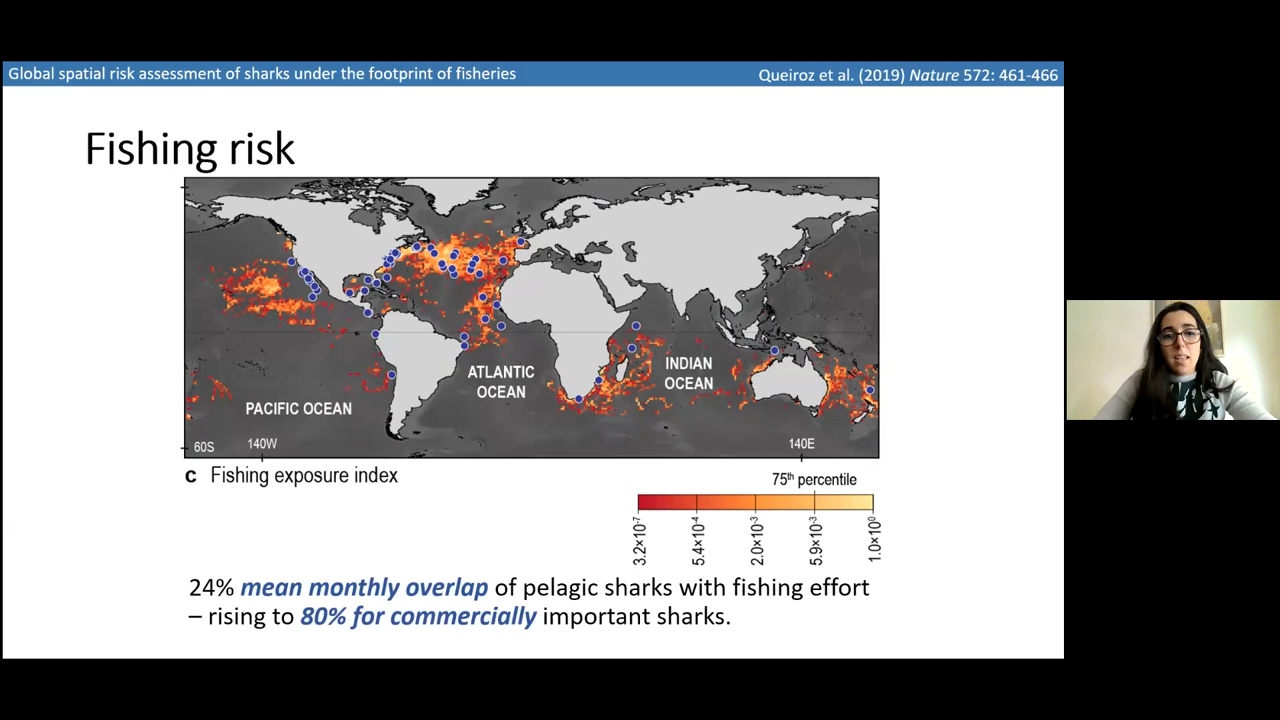 Global spatial risk assessment of sharks under the footprint of fisheries
Queiroz et al. (2019) Nature 572: 461-466
Fishing risk
ATLANTIC
OCEAN
INDIAN
OCEAN
PACIFIC OCEAN
60S
140W
140E
c Fishing exposure index
75th percentile
3.2×10-7
5.4×10-4
2.0×10-3
5.9×10-3
1.0×100
24% mean monthly overlap of pelagic sharks with fishing effort
– rising to 80% for commercially important sharks.